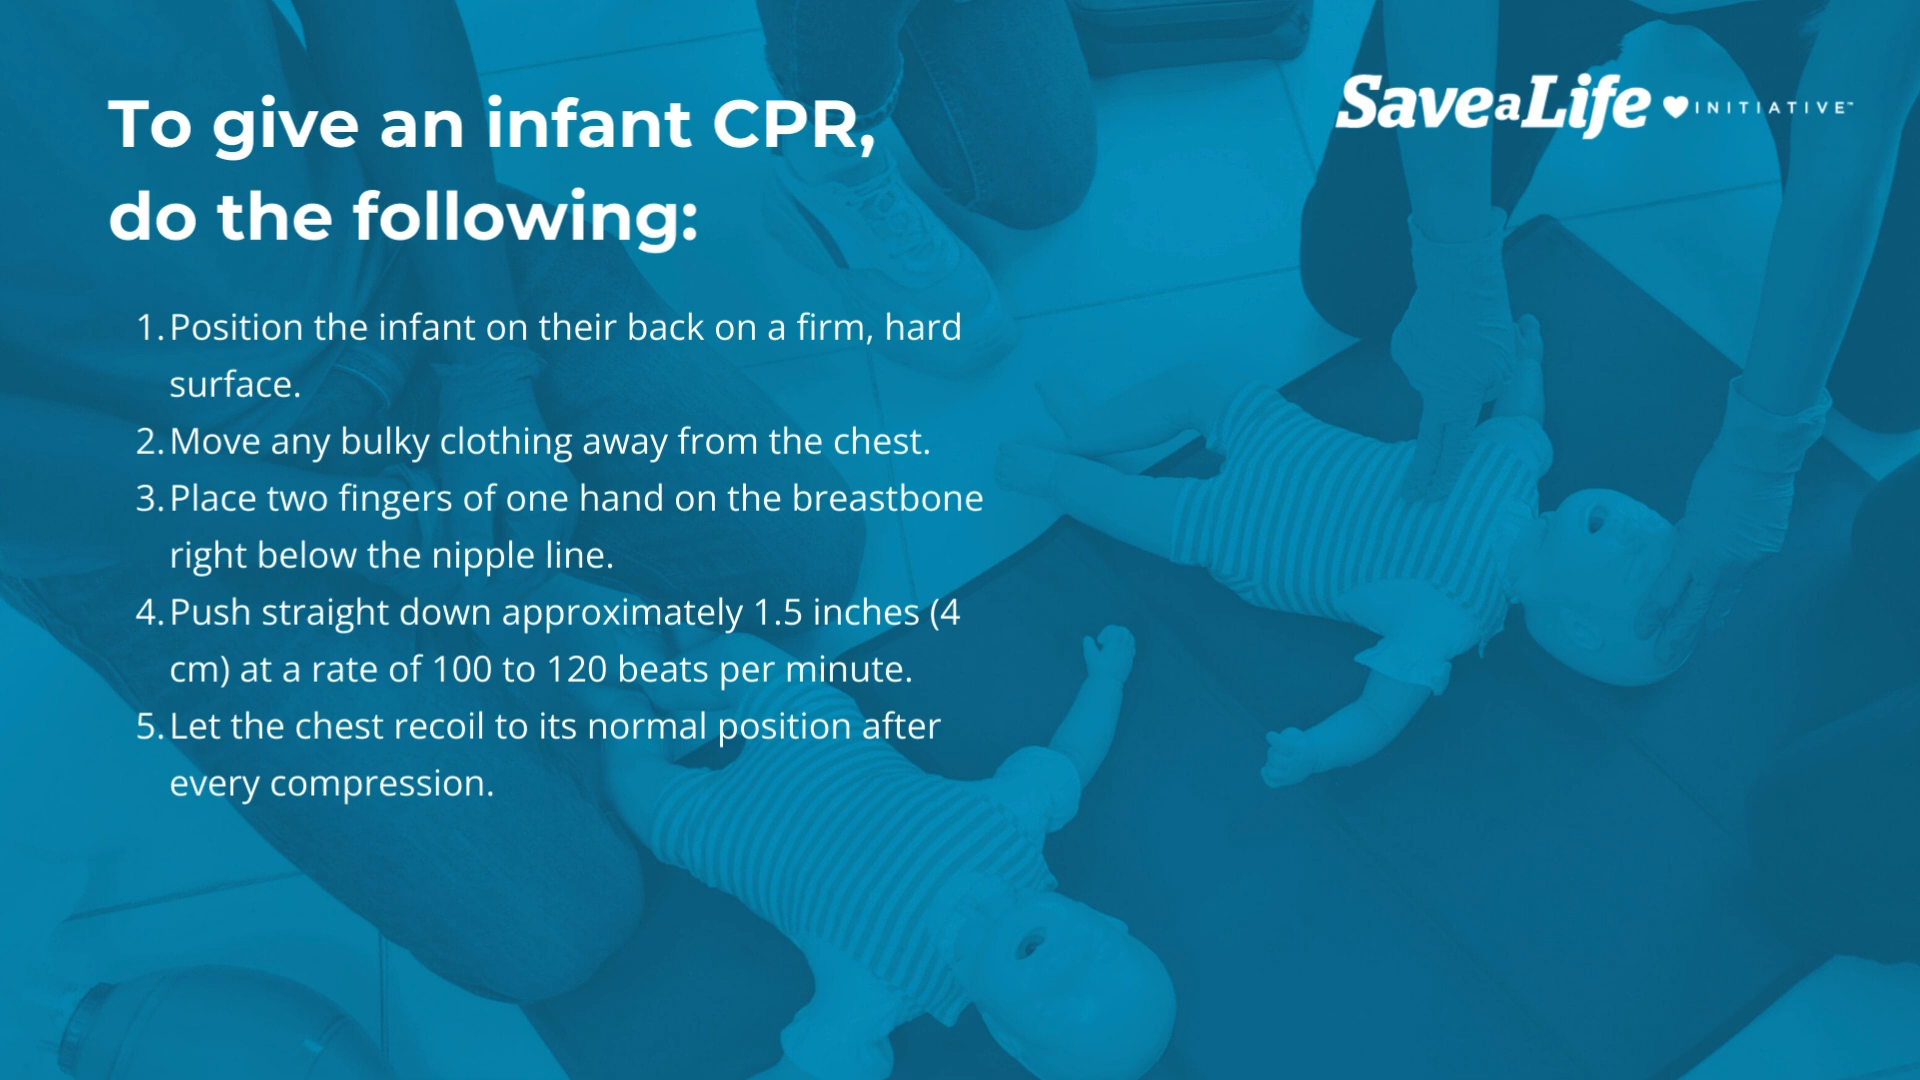 To give an infant CPR,
do the following:
SaveaLife INITIATIVE™
1. Position the infant on their back on a firm, hard
surface.
2. Move any bulky clothing away from the chest.
3. Place two fingers of one hand on the breastbone
right below the nipple line.
4. Push straight down approximately 1.5 inches (4
cm) at a rate of 100 to 120 beats per minute.
5. Let the chest recoil to its normal position after
every compression.